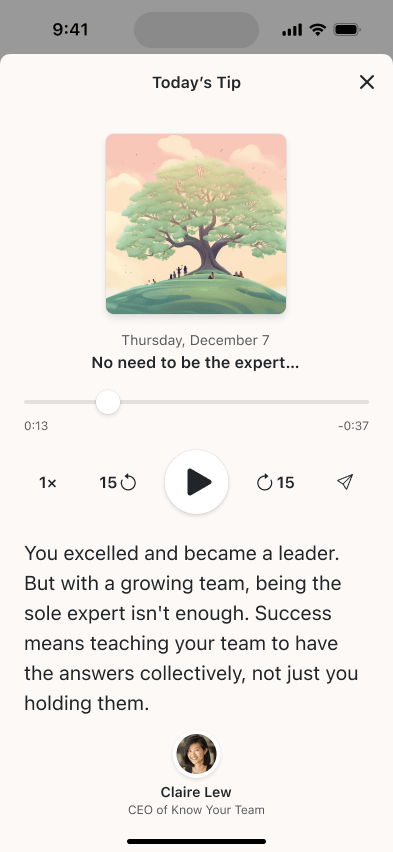 9:41
Today’s Tip
Thursday, December 7
No need to be the expert...
0:13
-0:37
1×
15
15
You excelled and became a leader.
But with a growing team, being the
sole expert isn't enough. Success
means teaching your team to have
the answers collectively, not just you
holding them.
Claire Lew
CEO of Know Your Team